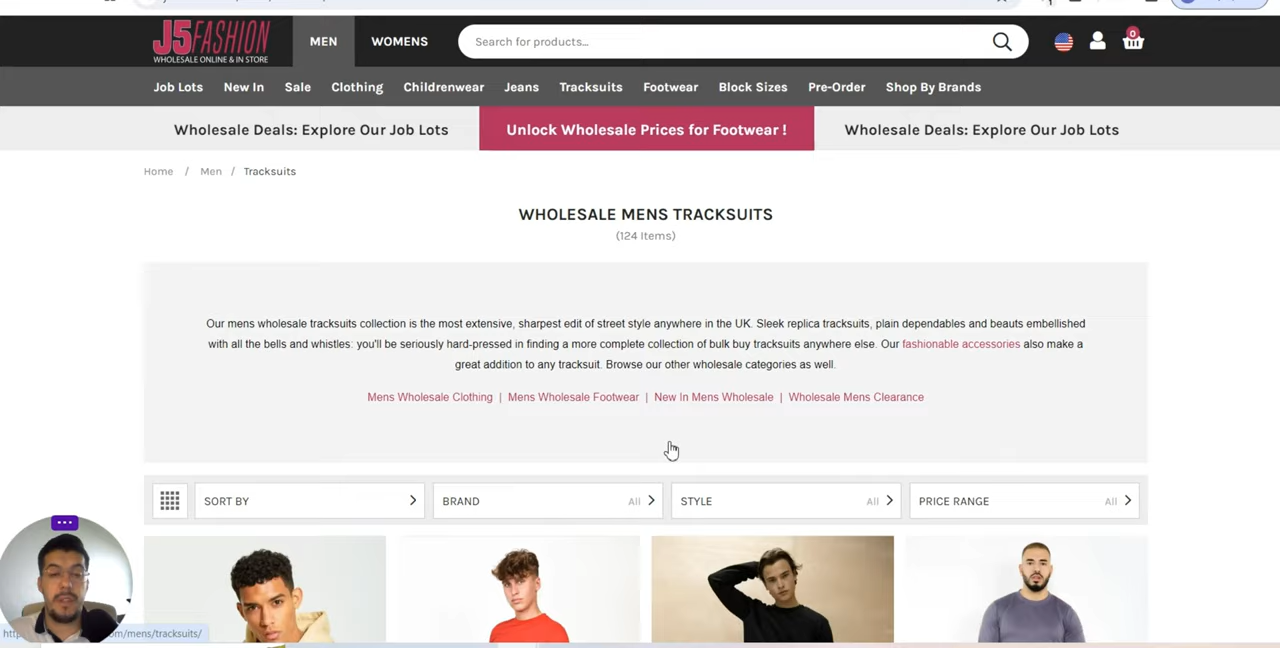 J5FASHION
WHOLESALE ONLINE & IN STORE
MEN
WOMENS
Search for products...
0
Job Lots
New In
Sale
Clothing
Childrenwear
Jeans
Tracksuits
Footwear
Block Sizes
Pre-Order
Shop By Brands
Wholesale Deals: Explore Our Job Lots
Unlock Wholesale Prices for Footwear !
Wholesale Deals: Explore Our Job Lots
Home / Men / Tracksuits
WHOLESALE MENS TRACKSUITS
(124 Items)
Our mens wholesale tracksuits collection is the most extensive, sharpest edit of street style anywhere in the UK. Sleek replica tracksuits, plain dependables and beauts embellished
with all the bells and whistles: you'll be seriously hard-pressed in finding a more complete collection of bulk buy tracksuits anywhere else. Our fashionable accessories also make a
great addition to any tracksuit. Browse our other wholesale categories as well.
Mens Wholesale Clothing | Mens Wholesale Footwear | New In Mens Wholesale | Wholesale Mens Clearance
SORT BY
BRAND All
STYLE All
PRICE RANGE All
om/mens/tracksuits/